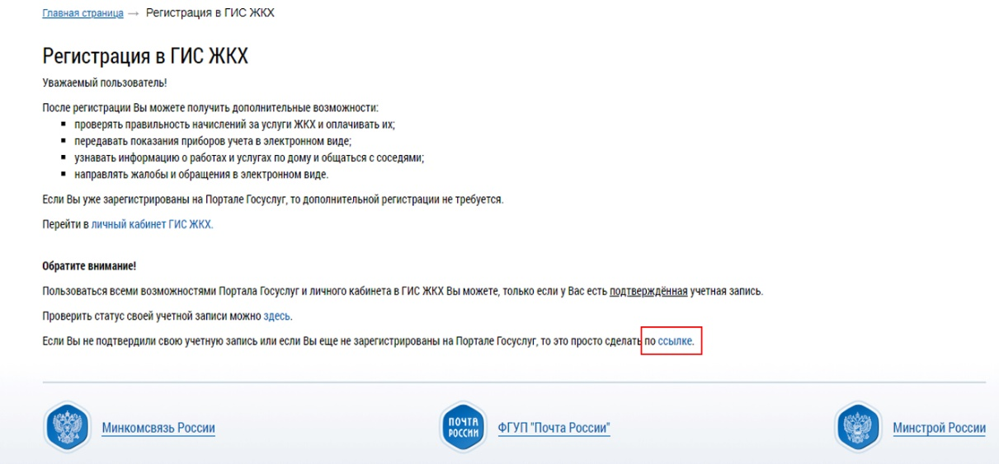 Главная страница → Регистрация в ГИС ЖКХ
Регистрация в ГИС ЖКХ
Уважаемый пользователь!
После регистрации Вы можете получить дополнительные возможности:
▪ проверять правильность начислений за услуги ЖКХ и оплачивать их;
▪ передавать показания приборов учета в электронном виде;
▪ узнавать информацию о работах и услугах по дому и общаться с соседями;
▪ направлять жалобы и обращения в электронном виде.
Если Вы уже зарегистрированы на Портале Госуслуг, то дополнительной регистрации не требуется.
Перейти в личный кабинет ГИС ЖКХ.
Обратите внимание!
Пользоваться всеми возможностями Портала Госуслуг и личного кабинета в ГИС ЖКХ Вы можете, только если у Вас есть подтверждённая учетная запись.
Проверить статус своей учетной записи можно здесь.
Если Вы не подтвердили свою учетную запись или если Вы еще не зарегистрированы на Портале Госуслуг, то это просто сделать по ссылке.
Минкомсвязь России
ПОЧТА
РОССИИ
ФГУП "Почта России"
Минстрой России